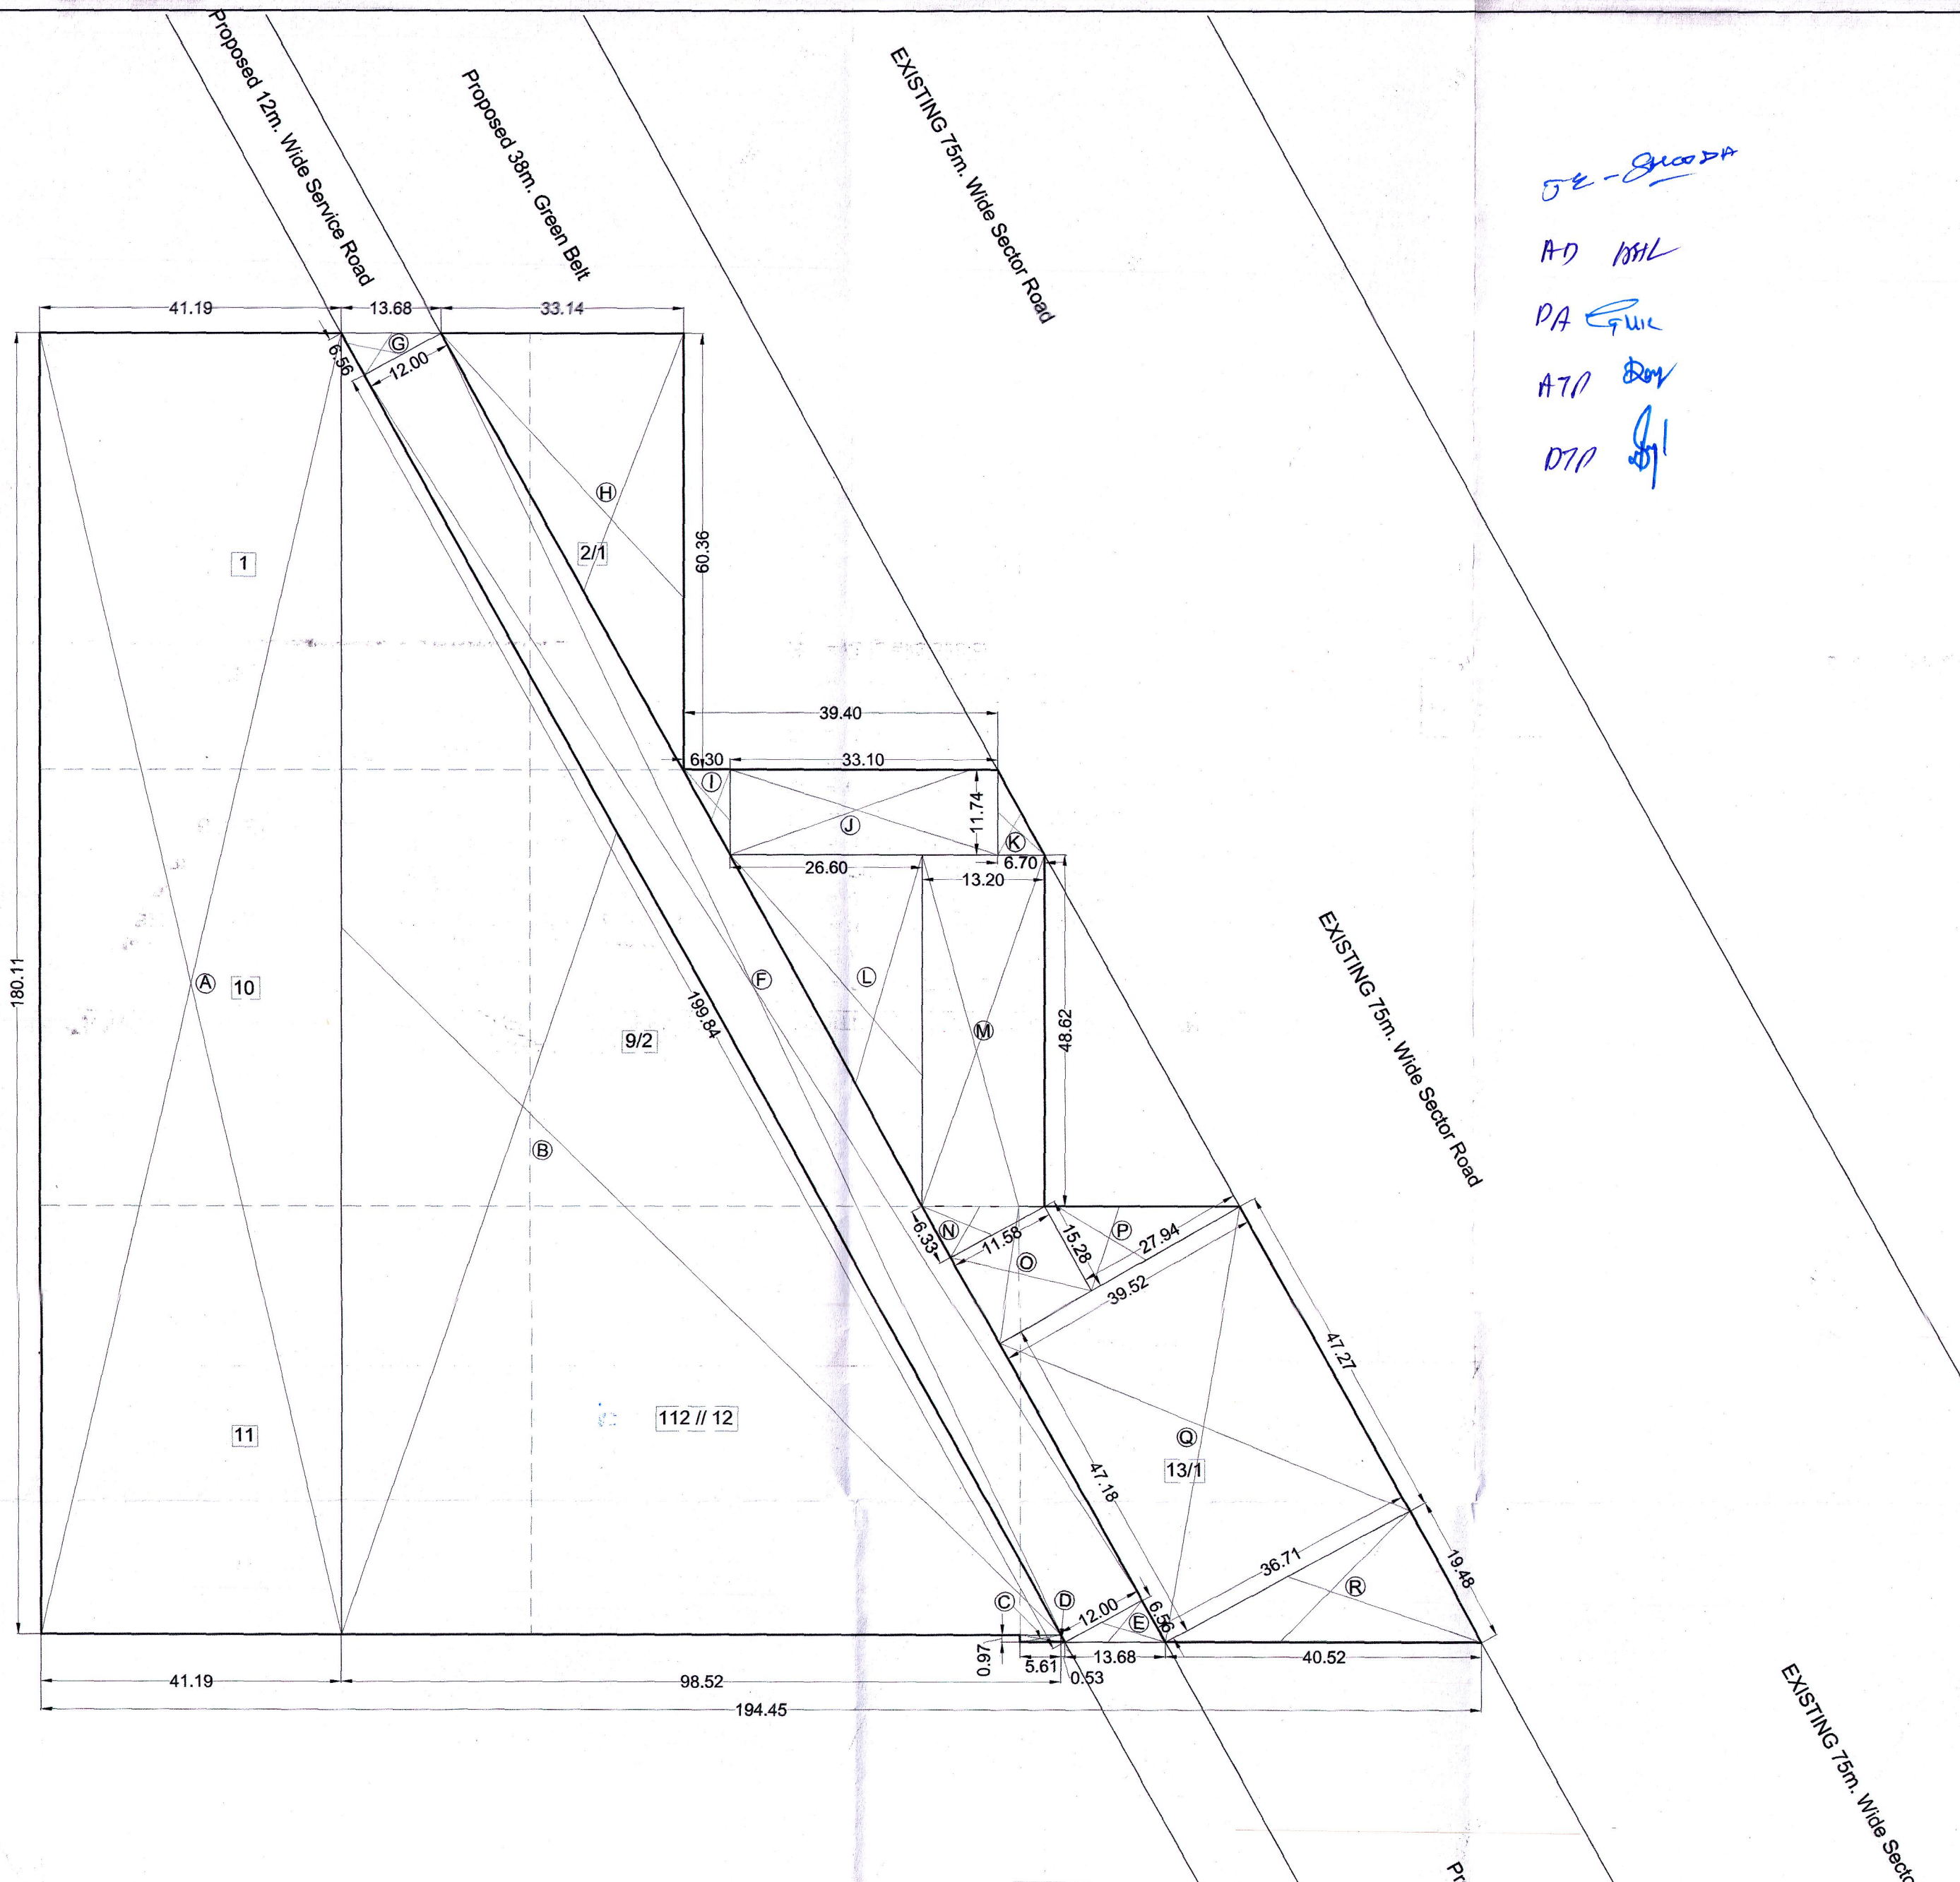 Proposed 12m. Wide Service Road
Proposed 38m. Green Belt
EXISTING 75m. Wide Sector Road
AD
DA
ATP
DTP
41.19
13.68
33.14
6.56
G
12.00
H
2/1
1
60.36
39.40
6.30
33.10
I
J
11.74
K
26.60
6.70
13.20
180.11
A
10
F
L
199.84
M
48.62
9/2
B
EXISTING 75m. Wide Sector Road
N
6.33
11.58
O
15.28
P
27.94
39.52
47.27
112 // 12
11
Q
13/1
47.18
36.71
R
19.48
C
D
12.00
E
6.56
0.97
5.61
0.53
13.68
40.52
41.19
98.52
194.45
EXISTING 75m. Wide Secto
Pr